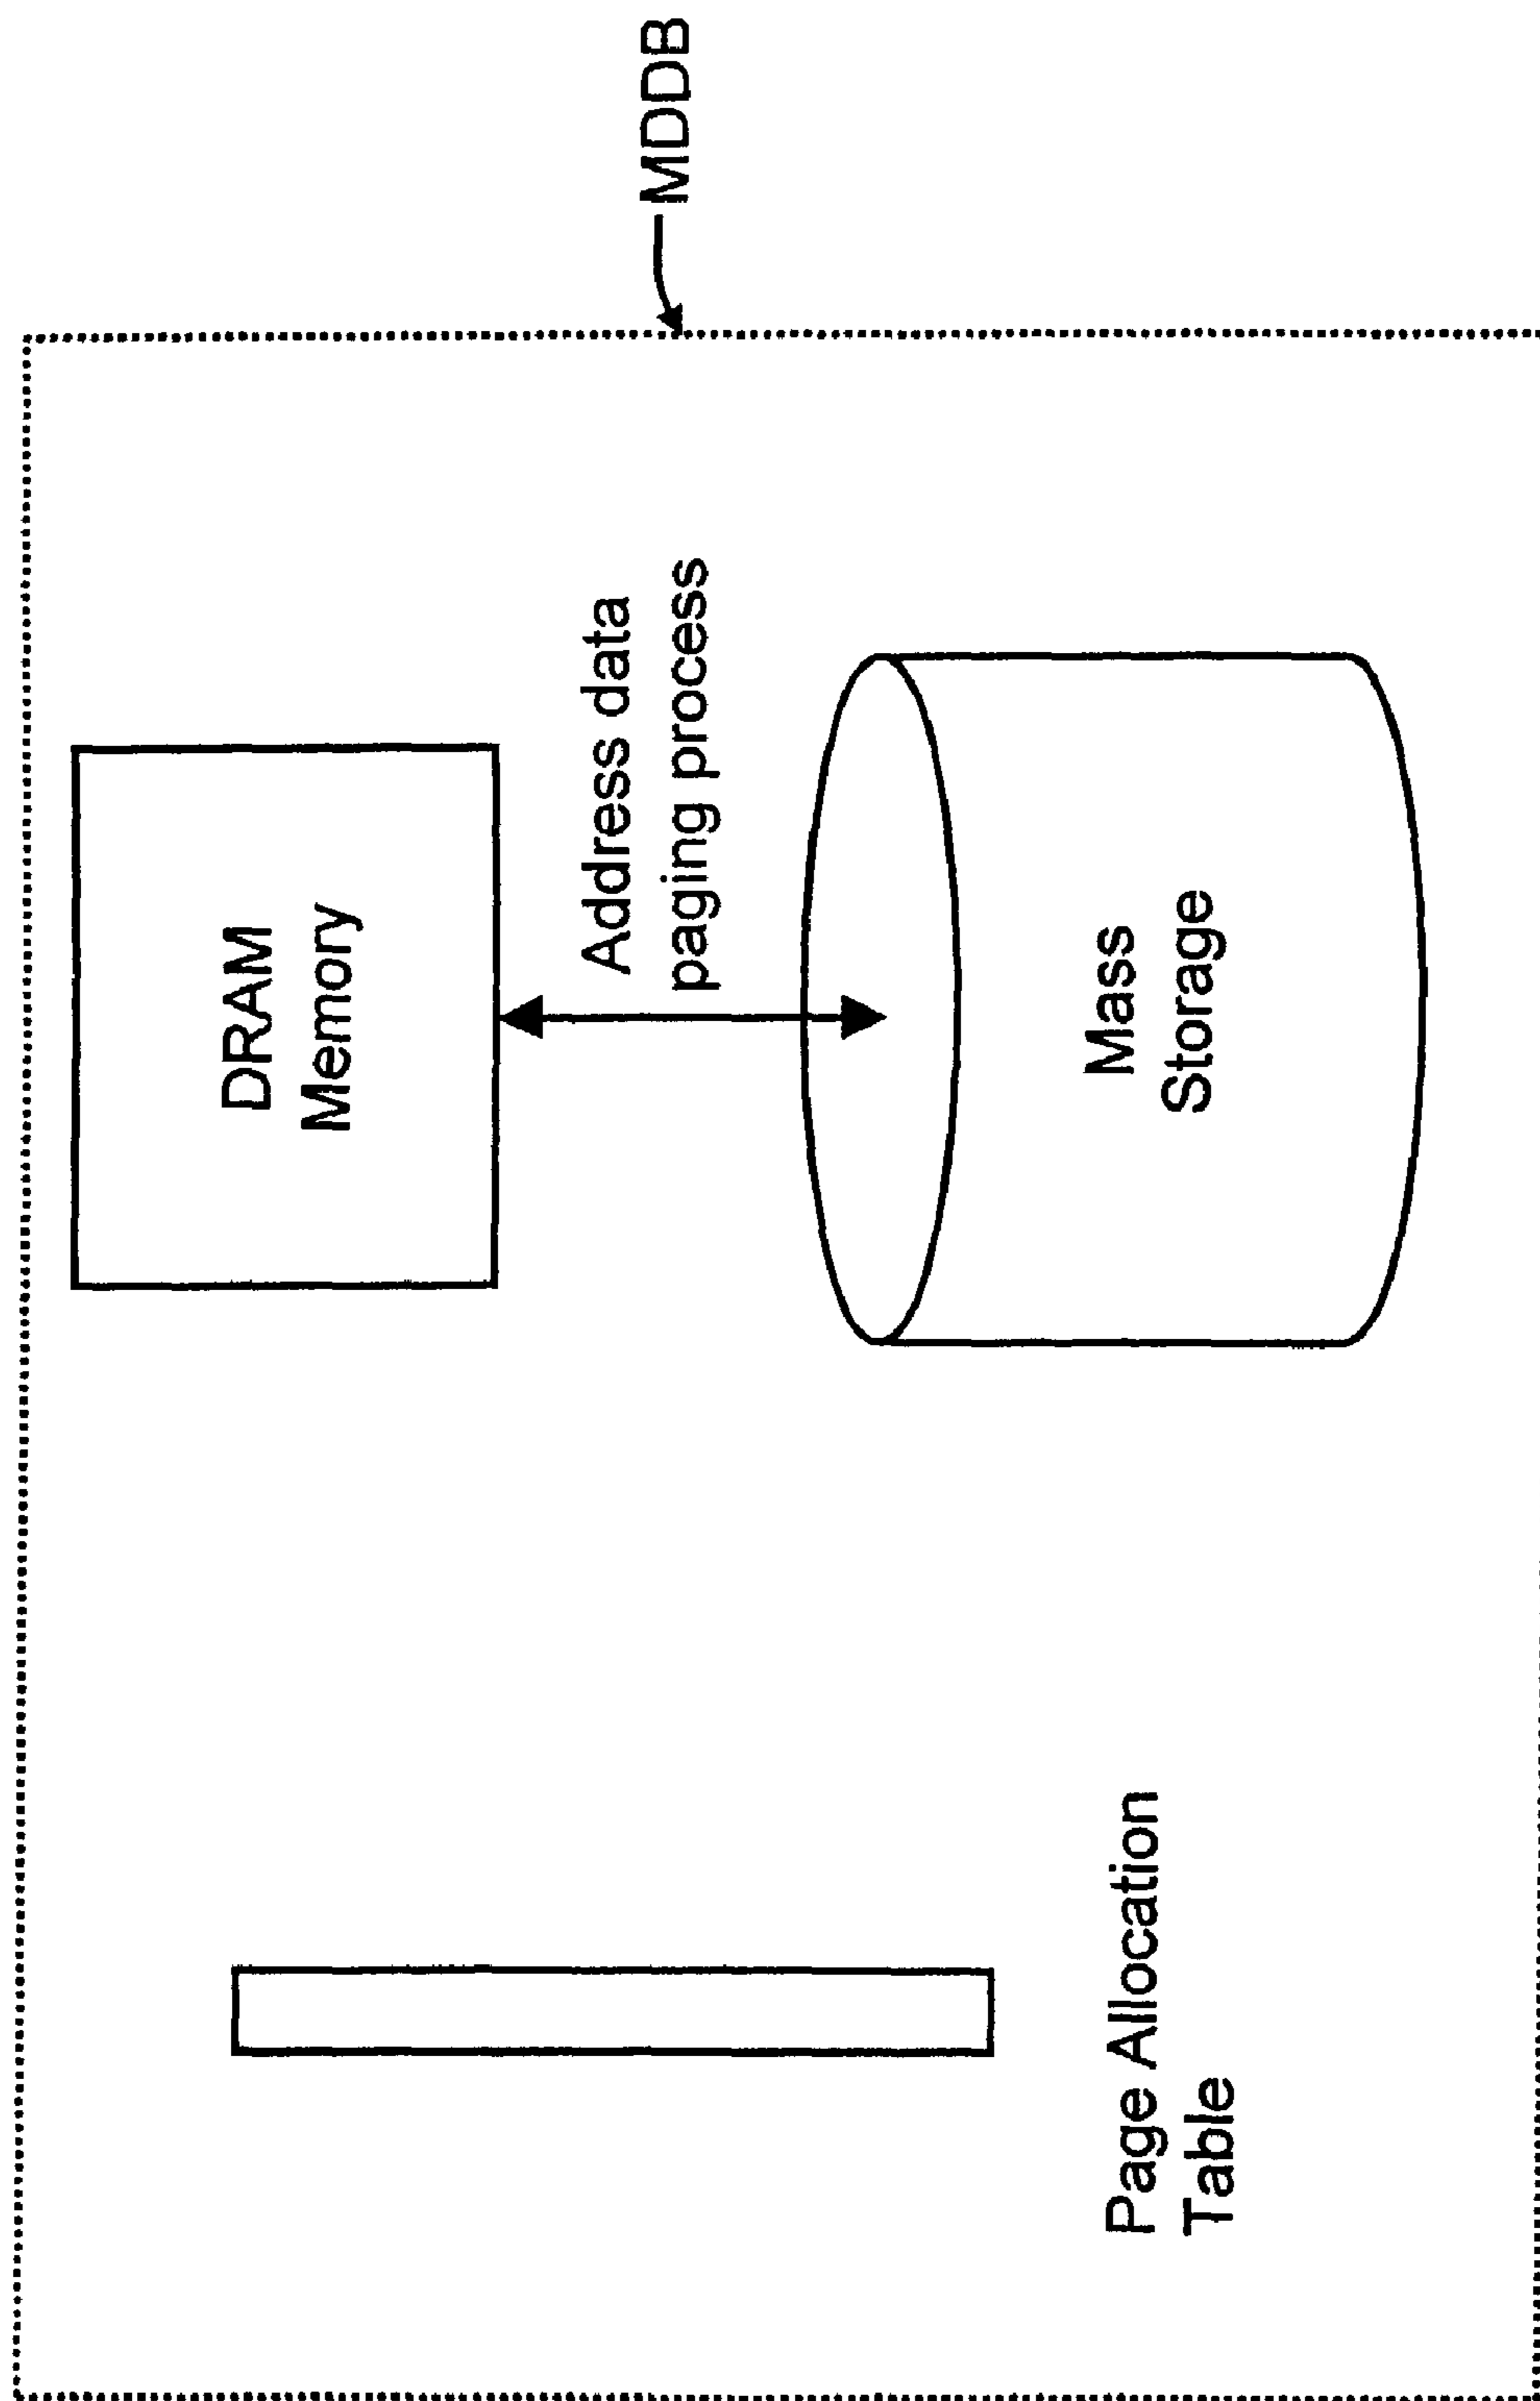 Page Allocation
Table
DRAM
Memory
Address data
paging process
Mass
Storage
MDDB